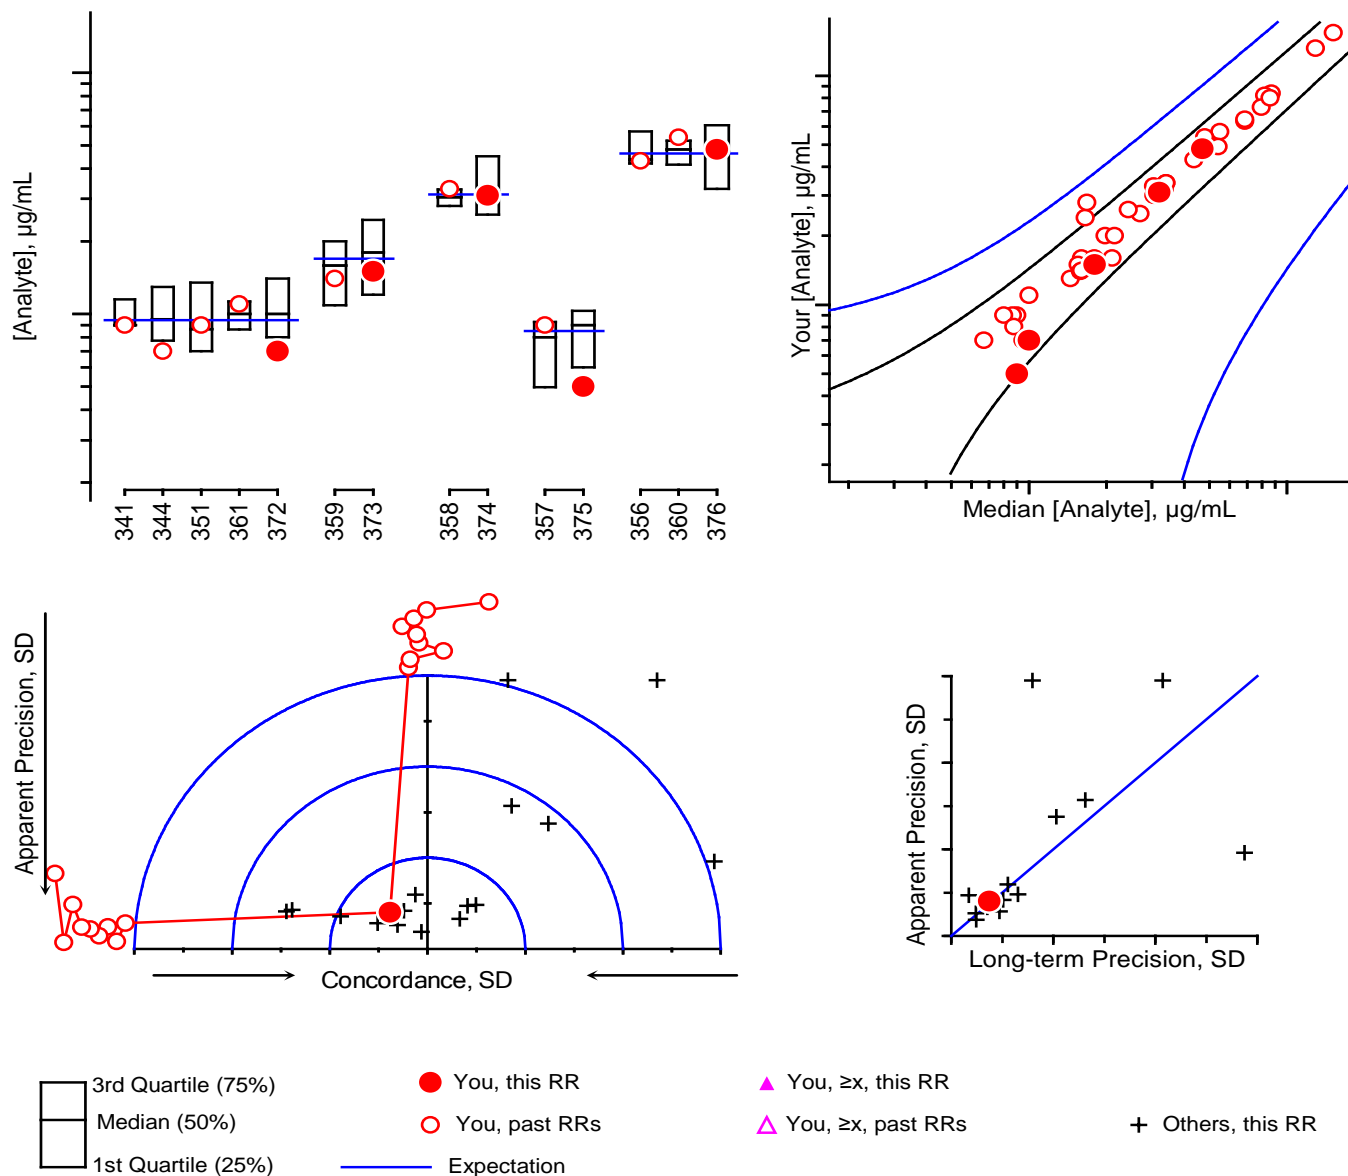 [Analyte], µg/mL
341
344
351
361
372
359
373
358
374
357
375
356
360
376
Your [Analyte], µg/mL
Median [Analyte], µg/mL
Apparent Precision, SD
Concordance, SD
Apparent Precision, SD
Long-term Precision, SD
3rd Quartile (75%)
Median (50%)
1st Quartile (25%)
You, this RR
You, past RRs
Expectation
You, ≥x, this RR
You, ≥x, past RRs
Others, this RR